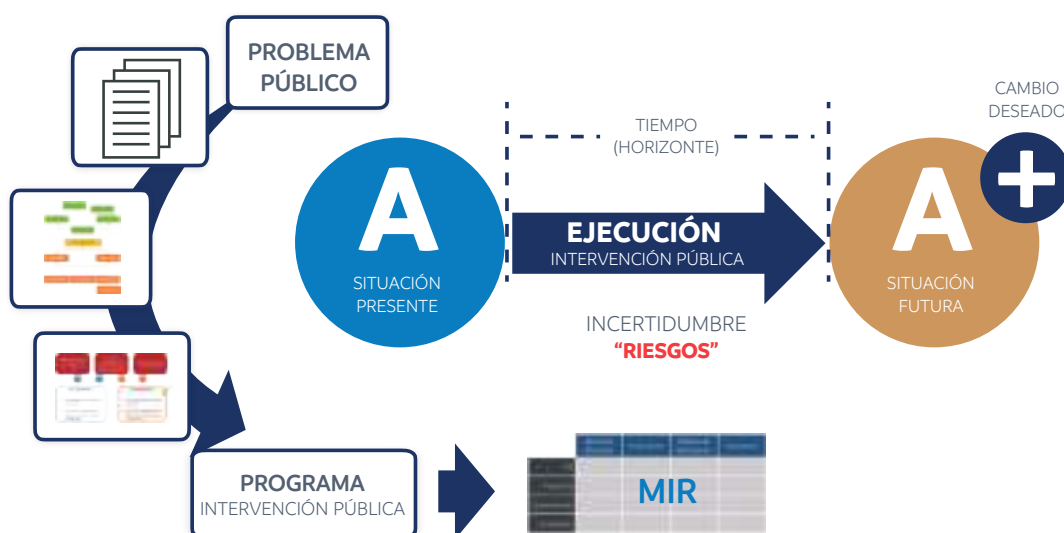 PROBLEMA
PÚBLICO
CAMBIO
DESEADO
TIEMPO
(HORIZONTE)
A
SITUACIÓN
PRESENTE
EJECUCIÓN
INTERVENCIÓN PÚBLICA
A
SITUACIÓN
FUTURA
+
INCERTIDUMBRE
“RIESGOS”
PROGRAMA
INTERVENCIÓN PÚBLICA
MIR